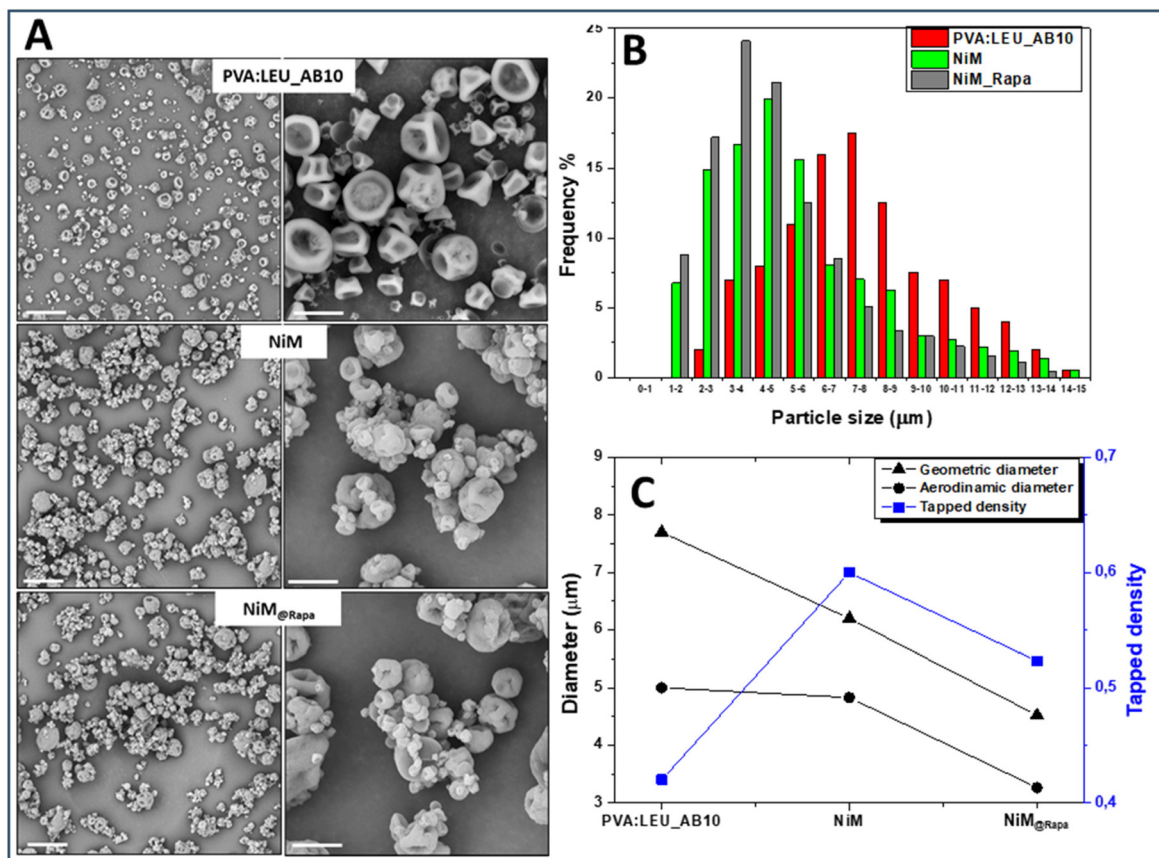 A
PVA:LEU_AB10
NiM
NiM@Rapa
B
PVA:LEU_AB10
NiM
NiM_Rapa
25
20
15
10
5
0
Frequency %
0-1 1-2 2-3 3-4 4-5 5-6 6-7 7-8 8-9 9-10 10-11 11-12 12-13 13-14 14-15
Particle size (μm)
C
Geometric diameter
Aerodinamic diameter
Tapped density
9
8
7
6
5
4
3
Diameter (μm)
0,7
0,6
0,5
0,4
Tapped density
PVA:LEU_AB10 NiM NiM@Rapa